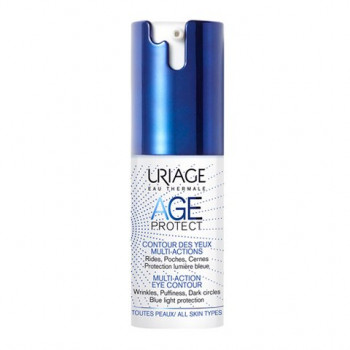 URIAGE
EAU THERMALE
AGE
PROTECT
CONTOUR DES YEUX
MULTI-ACTIONS
Rides, Poches, Cernes
Protection lumière bleue
MULTI-ACTION
EYE CONTOUR
Wrinkles, Puffiness, Dark circles
Blue light protection
TOUTES PEAUX/ ALL SKIN TYPES